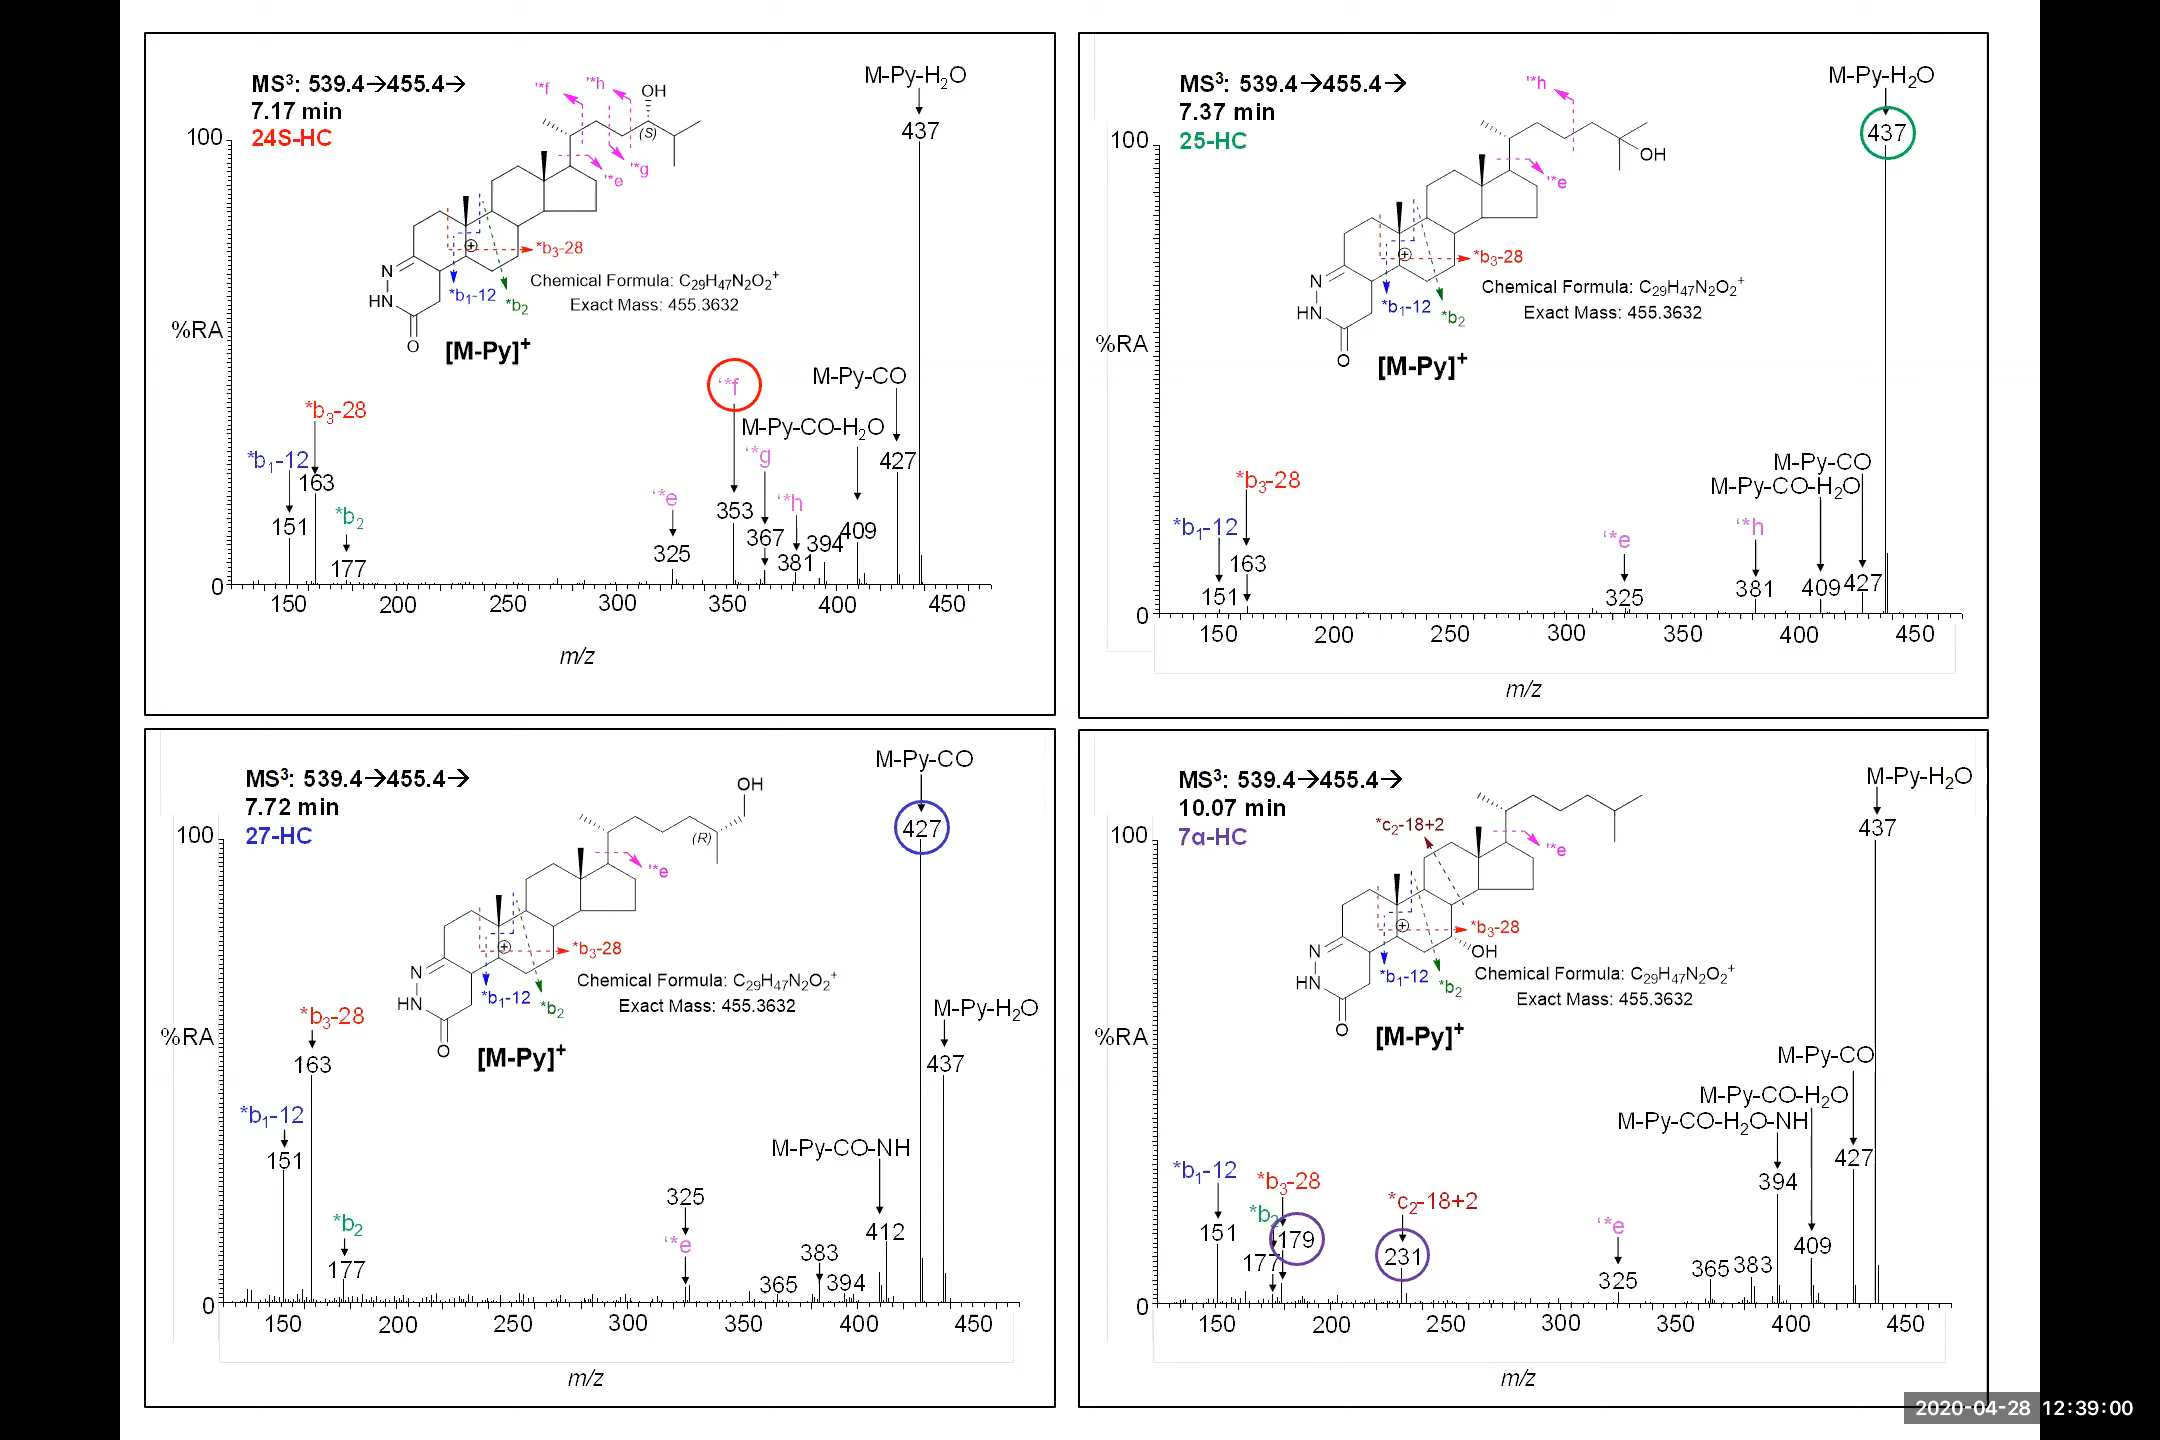 MS3: 539.4→455.4→
7.17 min
24S-HC
M-Py-H2O
437
100
'*f
'*h
OH
(S)
'*g
'*e
*b3-28
*b1-12
*b2
N
HN
O
Chemical Formula: C29H47N2O2+
Exact Mass: 455.3632
[M-Py]+
%RA
'*f
M-Py-CO
M-Py-CO-H2O
*b3-28
*b1-12
163
151
*b2
177
'*e
325
353
'*g
367
'*h
381
394
409
427
0
150 200 250 300 350 400 450
m/z
MS3: 539.4→455.4→
7.37 min
25-HC
M-Py-H2O
437
100
'*h
OH
'*e
*b3-28
*b1-12
*b2
N
HN
O
Chemical Formula: C29H47N2O2+
Exact Mass: 455.3632
[M-Py]+
%RA
M-Py-CO
M-Py-CO-H2O
*b3-28
*b1-12
163
151
'*e
325
'*h
381
409
427
0
150 200 250 300 350 400 450
m/z
MS3: 539.4→455.4→
7.72 min
27-HC
M-Py-CO
427
100
OH
(R)
'*e
*b3-28
*b1-12
*b2
N
HN
O
Chemical Formula: C29H47N2O2+
Exact Mass: 455.3632
[M-Py]+
%RA
M-Py-H2O
437
*b3-28
163
*b1-12
151
*b2
177
325
'*e
M-Py-CO-NH
412
383
365
394
0
150 200 250 300 350 400 450
m/z
MS3: 539.4→455.4→
10.07 min
7α-HC
M-Py-H2O
437
100
*c2-18+2
'*e
*b3-28
OH
*b1-12
*b2
N
HN
O
Chemical Formula: C29H47N2O2+
Exact Mass: 455.3632
[M-Py]+
%RA
M-Py-CO
M-Py-CO-H2O
M-Py-CO-H2O-NH
*b1-12
151
*b3-28
*b2
179
177
*c2-18+2
231
'*e
325
365
383
394
409
427
0
150 200 250 300 350 400 450
m/z
2020-04-28 12:39:00